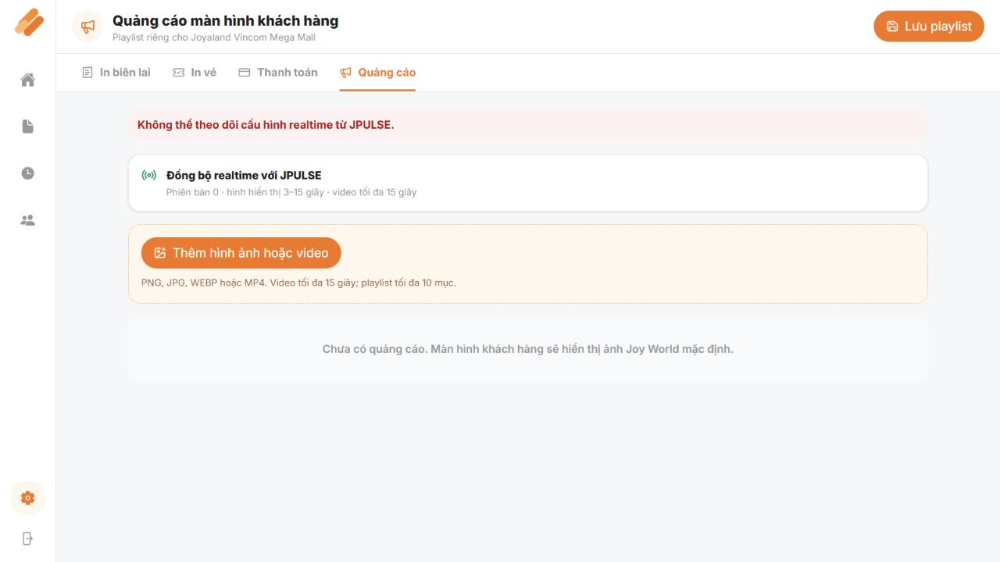 Quảng cáo màn hình khách hàng
Playlist riêng cho Joyaland Vincom Mega Mall
Lưu playlist
In biên lai
In vé
Thanh toán
Quảng cáo
Không thể theo dõi cấu hình realtime từ JPULSE.
Đồng bộ realtime với JPULSE
Phiên bản 0 · hình hiển thị 3–15 giây · video tối đa 15 giây
Thêm hình ảnh hoặc video
PNG, JPG, WEBP hoặc MP4. Video tối đa 15 giây; playlist tối đa 10 mục.
Chưa có quảng cáo. Màn hình khách hàng sẽ hiển thị ảnh Joy World mặc định.